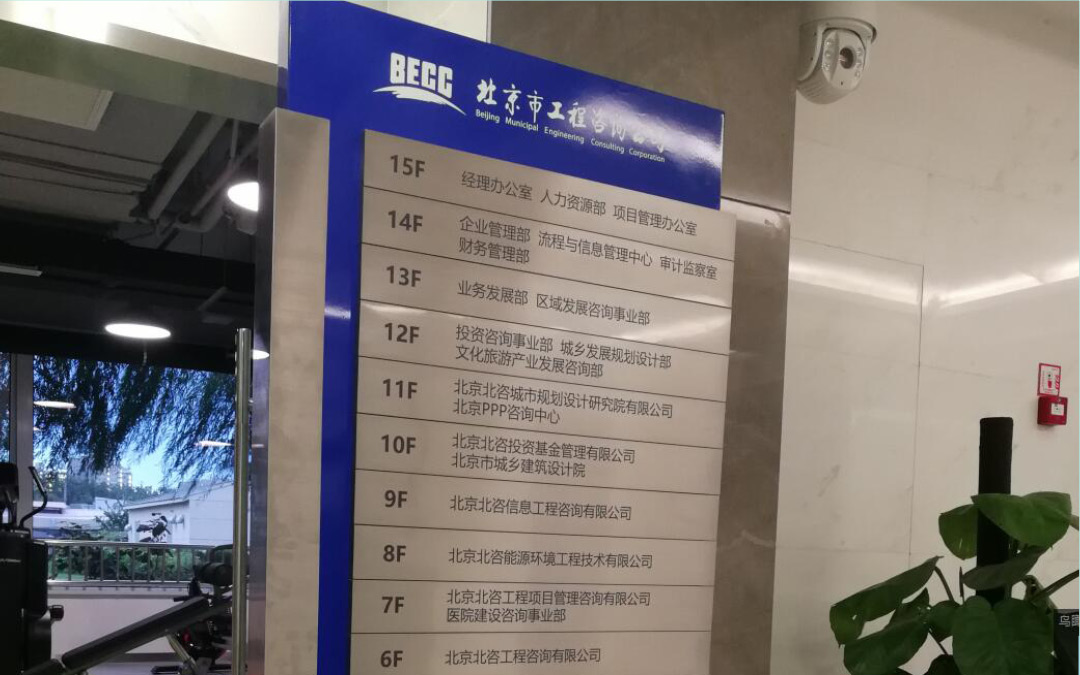 BECC
北京市工程咨询公司
Beijing Municipal Engineering Consulting Corporation
15F 经理办公室 人力资源部 项目管理办公室
14F 企业管理部 流程与信息管理中心 审计监察室
财务管理部
13F 业务发展部 区域发展咨询事业部
12F 投资咨询事业部 城乡发展规划设计部
文化旅游产业发展咨询部
11F 北京北咨城市规划设计研究院有限公司
北京PPP咨询中心
10F 北京北咨投资基金管理有限公司
北京市城乡建筑设计院
9F 北京北咨信息工程咨询有限公司
8F 北京北咨能源环境工程技术有限公司
7F 北京北咨工程项目管理咨询有限公司
医院建设咨询事业部
6F 北京北咨工程咨询有限公司